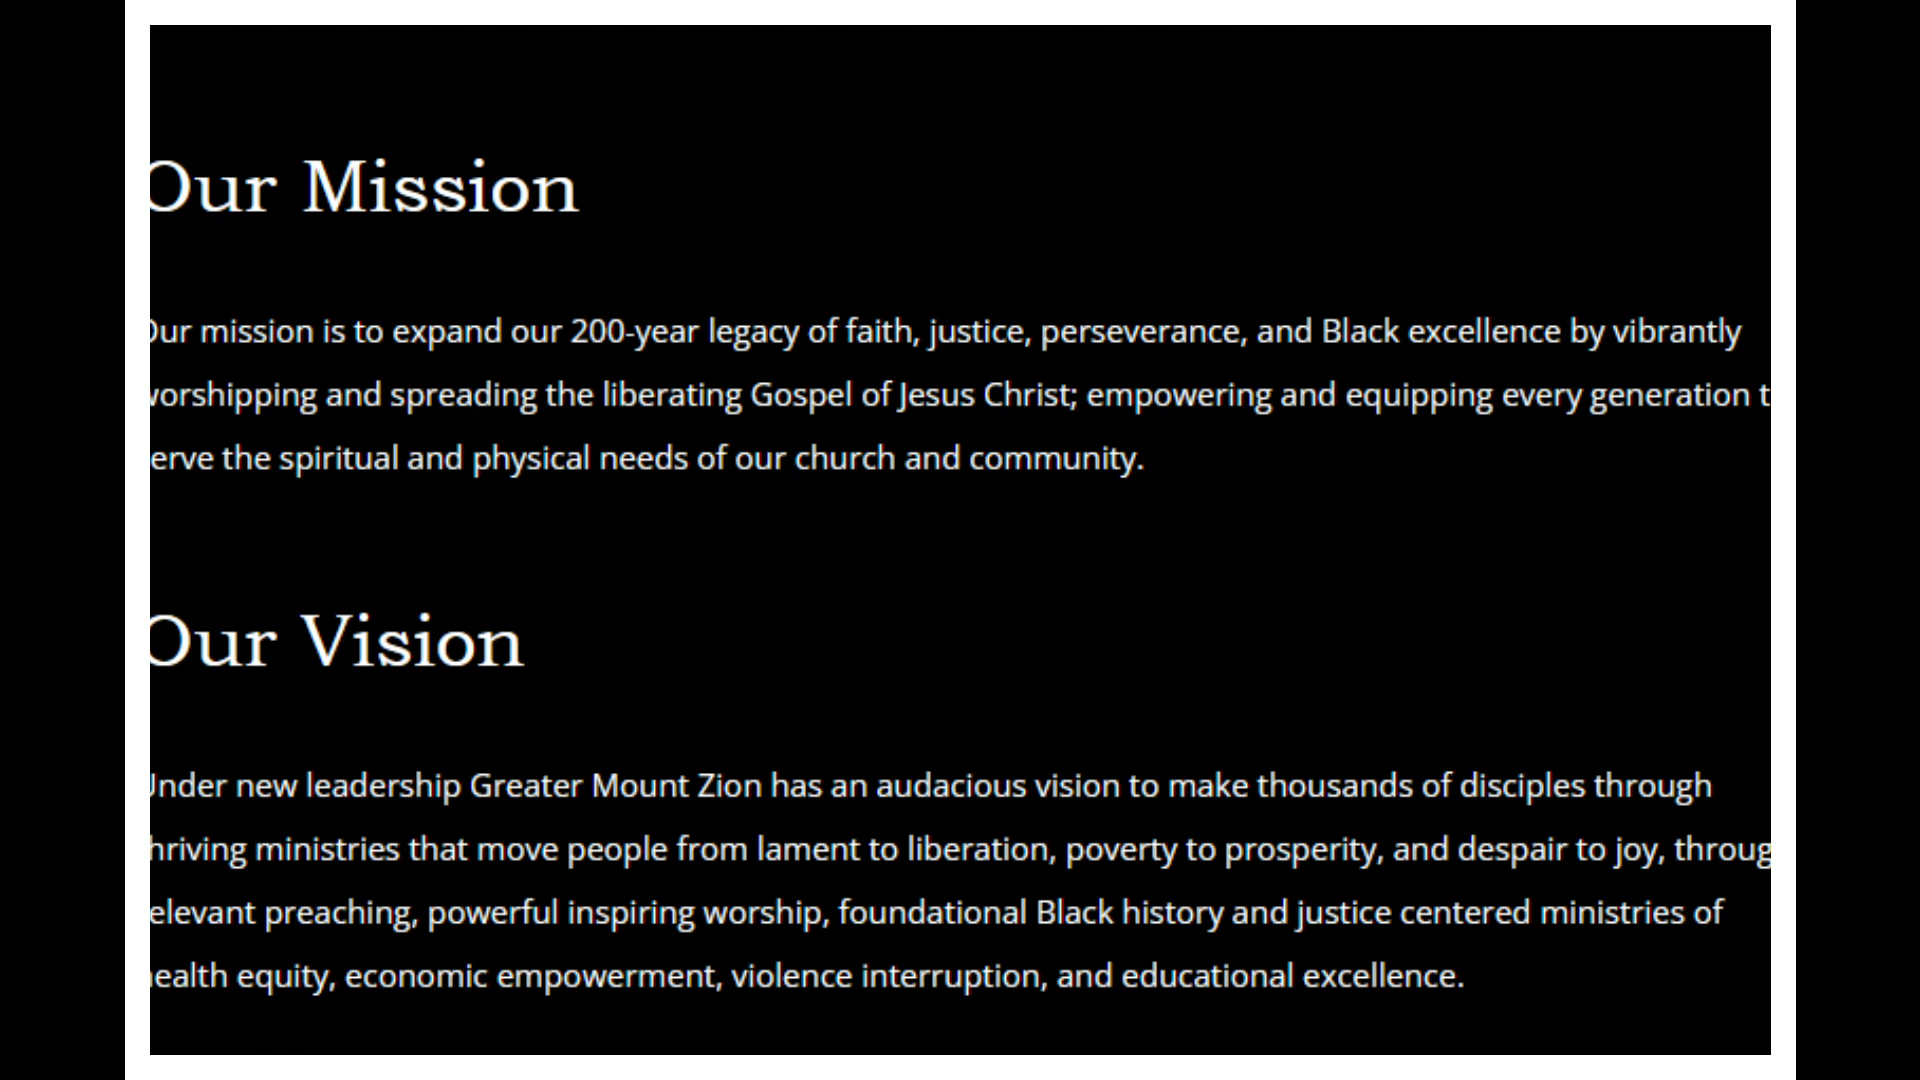 Our Mission
Our mission is to expand our 200-year legacy of faith, justice, perseverance, and Black excellence by vibrantly
worshipping and spreading the liberating Gospel of Jesus Christ; empowering and equipping every generation t
erve the spiritual and physical needs of our church and community.
Our Vision
Under new leadership Greater Mount Zion has an audacious vision to make thousands of disciples through
hriving ministries that move people from lament to liberation, poverty to prosperity, and despair to joy, throug
elevant preaching, powerful inspiring worship, foundational Black history and justice centered ministries of
health equity, economic empowerment, violence interruption, and educational excellence.